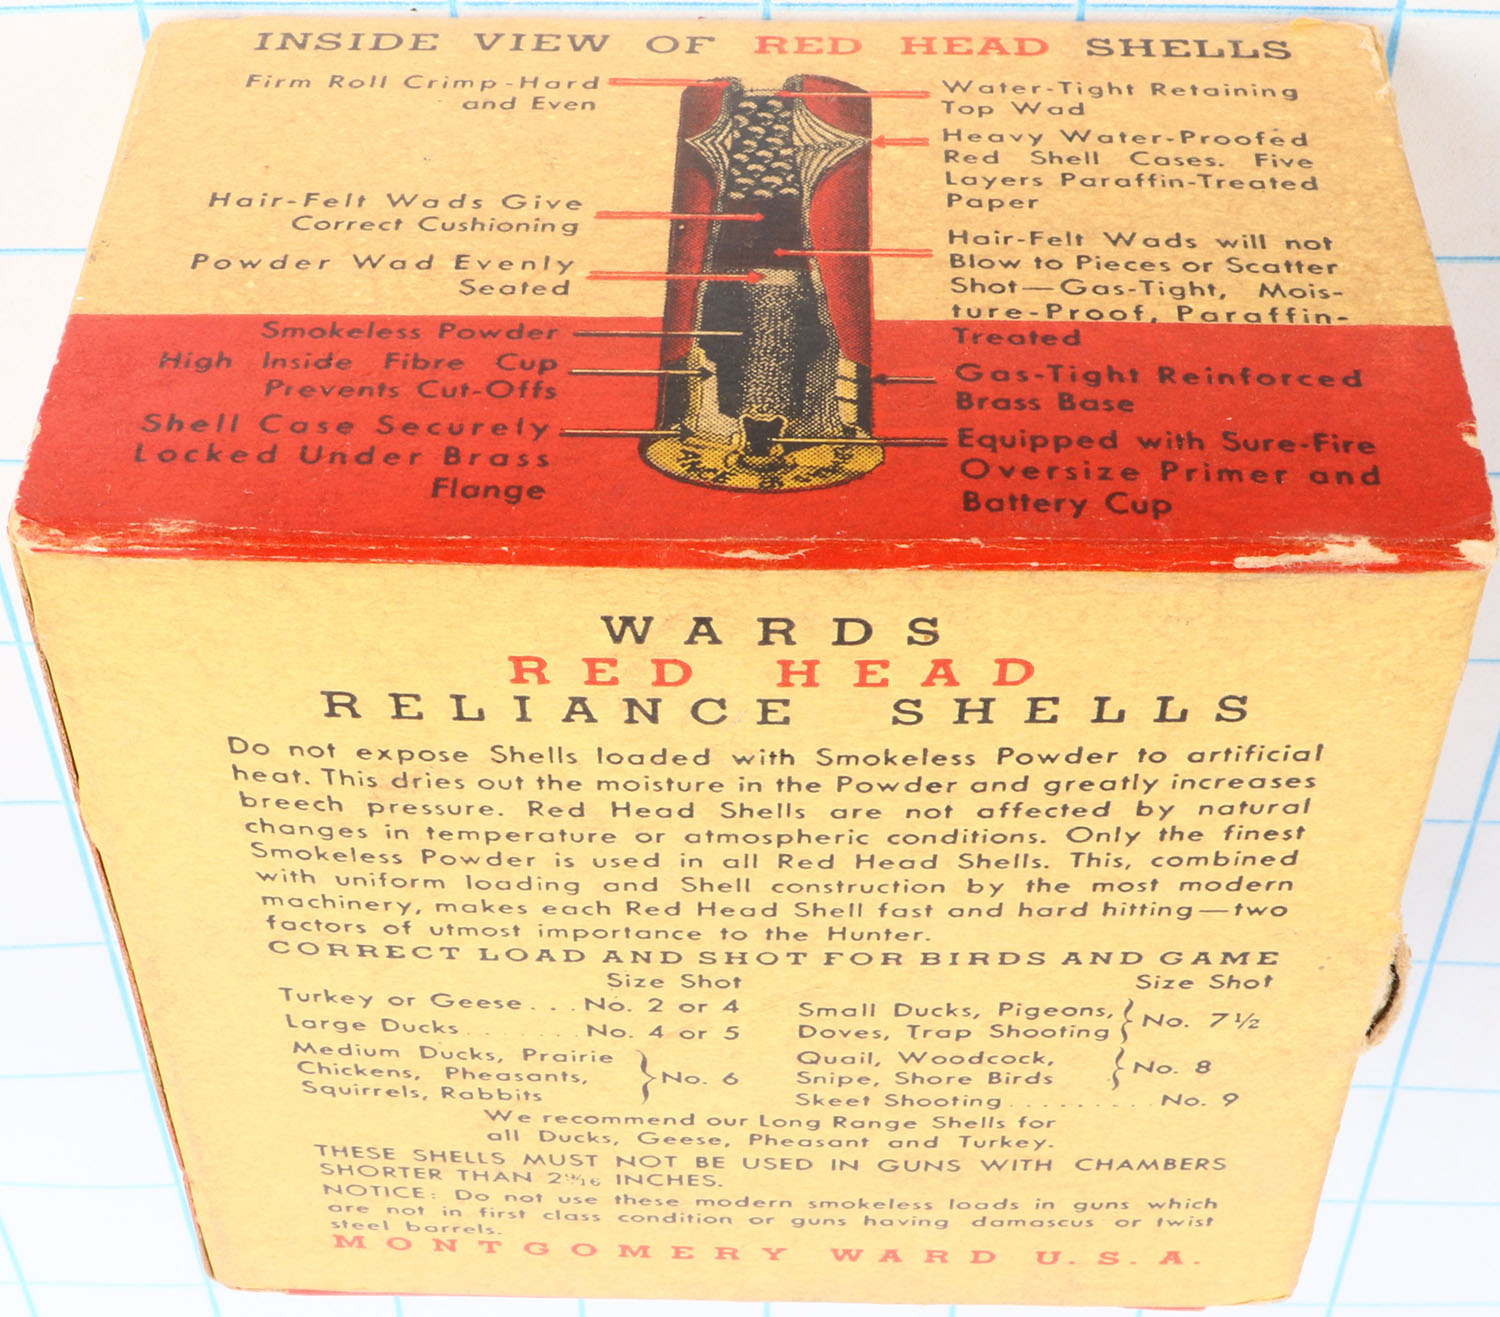 INSIDE VIEW OF RED HEAD SHELLS
Firm Roll Crimp-Hard
and Even
Hair-Felt Wads Give
Correct Cushioning
Powder Wad Evenly
Seated
Smokeless Powder
High Inside Fibre Cup
Prevents Cut-Offs
Shell Case Securely
Locked Under Brass
Flange
Water-Tight Retaining
Top Wad
Heavy Water-Proofed
Red Shell Cases. Five
Layers Paraffin-Treated
Paper
Hair-Felt Wads will not
Blow to Pieces or Scatter
Shot—Gas-Tight, Mois-
ture-Proof, Paraffin-
Treated
Gas-Tight Reinforced
Brass Base
Equipped with Sure-Fire
Oversize Primer and
Battery Cup
WARDS
RED HEAD
RELIANCE SHELLS
Do not expose Shells loaded with Smokeless Powder to artificial
heat. This dries out the moisture in the Powder and greatly increases
breech pressure. Red Head Shells are not affected by natural
changes in temperature or atmospheric conditions. Only the finest
Smokeless Powder is used in all Red Head Shells. This, combined
with uniform loading and Shell construction by the most modern
machinery, makes each Red Head Shell fast and hard hitting—two
factors of utmost importance to the Hunter.
CORRECT LOAD AND SHOT FOR BIRDS AND GAME
Size Shot
Turkey or Geese... No. 2 or 4
Large Ducks....... No. 4 or 5
Medium Ducks, Prairie
Chickens, Pheasants, } No. 6
Squirrels, Rabbits
Size Shot
Small Ducks, Pigeons,
Doves, Trap Shooting } No. 7½
Quail, Woodcock,
Snipe, Shore Birds } No. 8
Skeet Shooting.......... No. 9
We recommend our Long Range Shells for
all Ducks, Geese, Pheasant and Turkey.
THESE SHELLS MUST NOT BE USED IN GUNS WITH CHAMBERS
SHORTER THAN INCHES.
NOTICE: Do not use these modern smokeless loads in guns which
are not in first class condition or guns having damascus or twist
steel barrels.
MONTGOMERY WARD U.S.A.